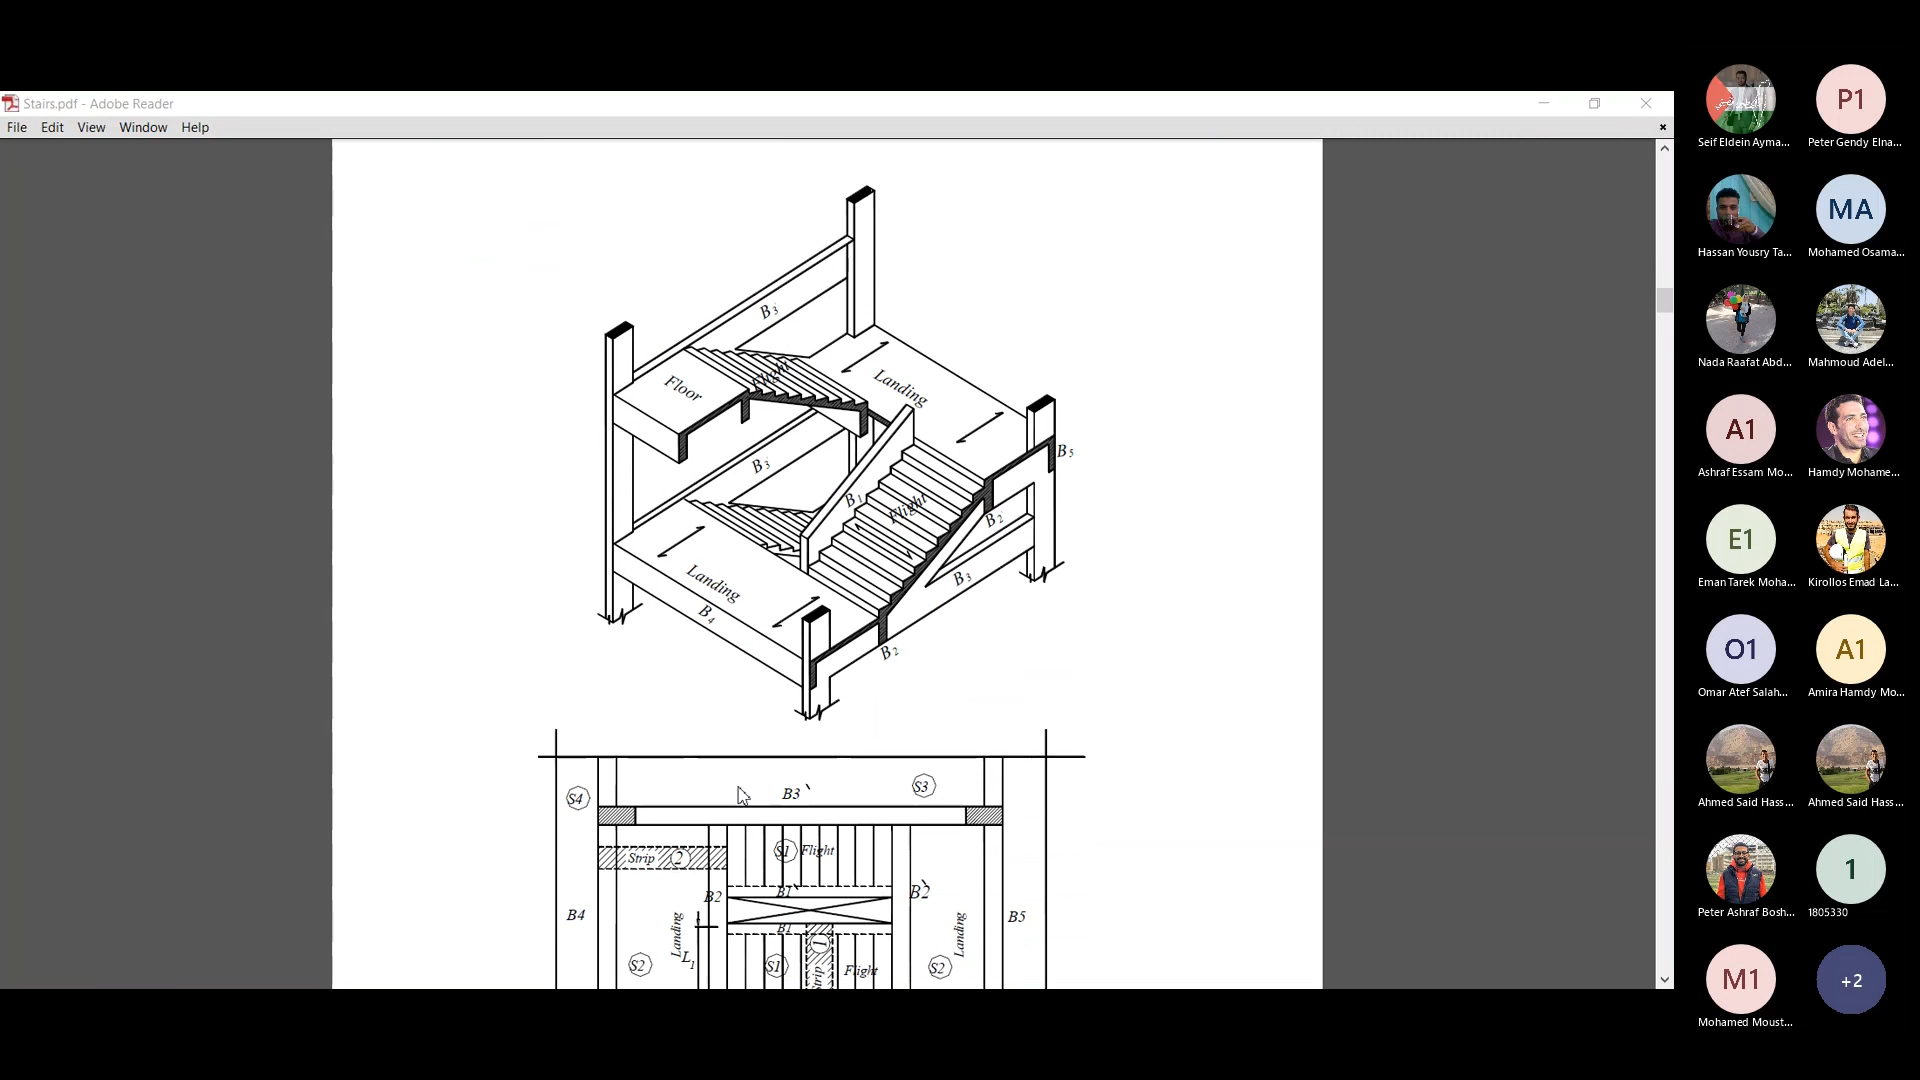 Stairs.pdf - Adobe Reader
File Edit View Window Help
B3'
Floor
Flight
Landing
B5
B3'
B1
Flight
B2'
B3
Landing
B4
B2
S4
B3'
S3
S1 Flight
Strip 2
B1'
B2
B2'
B4
Landing
Landing
B5
B1
L1
1
S2
S1
Strip
Flight
S2
Seif Eldein Ayma...
P1
Peter Gendy Elna...
Hassan Yousry Ta...
MA
Mohamed Osama...
Nada Raafat Abd...
Mahmoud Adel...
A1
Ashraf Essam Mo...
Hamdy Mohame...
E1
Eman Tarek Moha...
Kirollos Emad La...
O1
Omar Atef Salah...
A1
Amira Hamdy Mo...
Ahmed Said Hass...
Ahmed Said Hass...
Peter Ashraf Bosh...
1
1805330
M1
Mohamed Moust...
+2